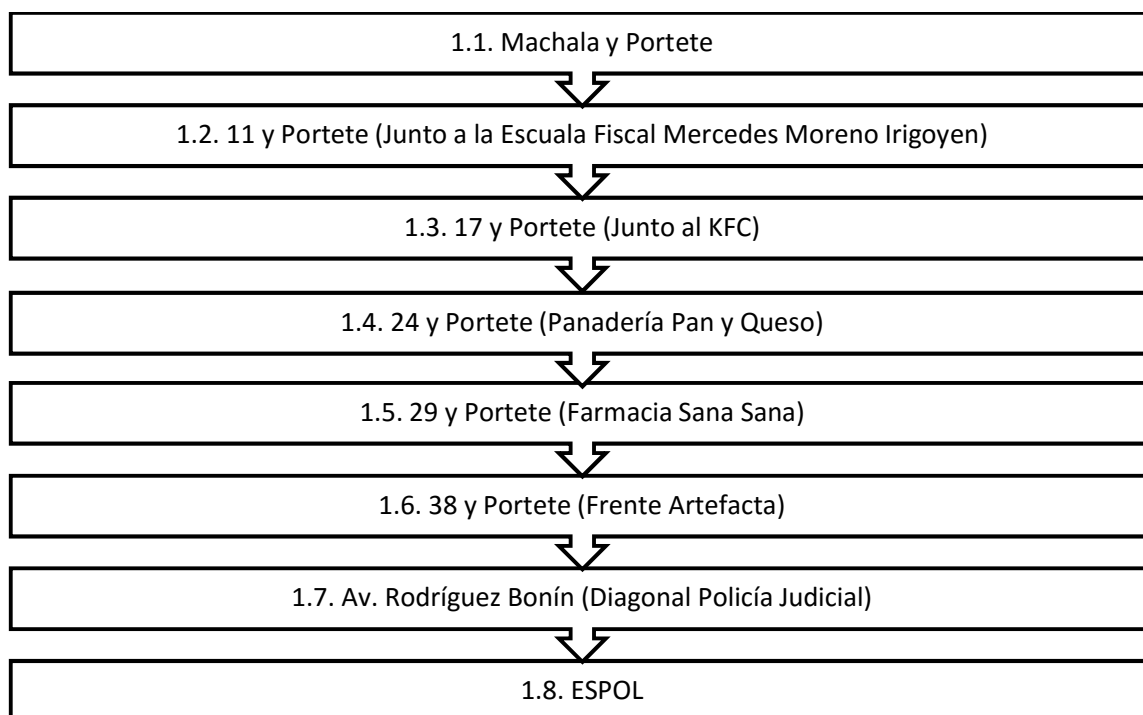 1.1. Machala y Portete
1.2. 11 y Portete (Junto a la Escuala Fiscal Mercedes Moreno Irigoyen)
1.3. 17 y Portete (Junto al KFC)
1.4. 24 y Portete (Panadería Pan y Queso)
1.5. 29 y Portete (Farmacia Sana Sana)
1.6. 38 y Portete (Frente Artefacta)
1.7. Av. Rodríguez Bonín (Diagonal Policía Judicial)
1.8. ESPOL